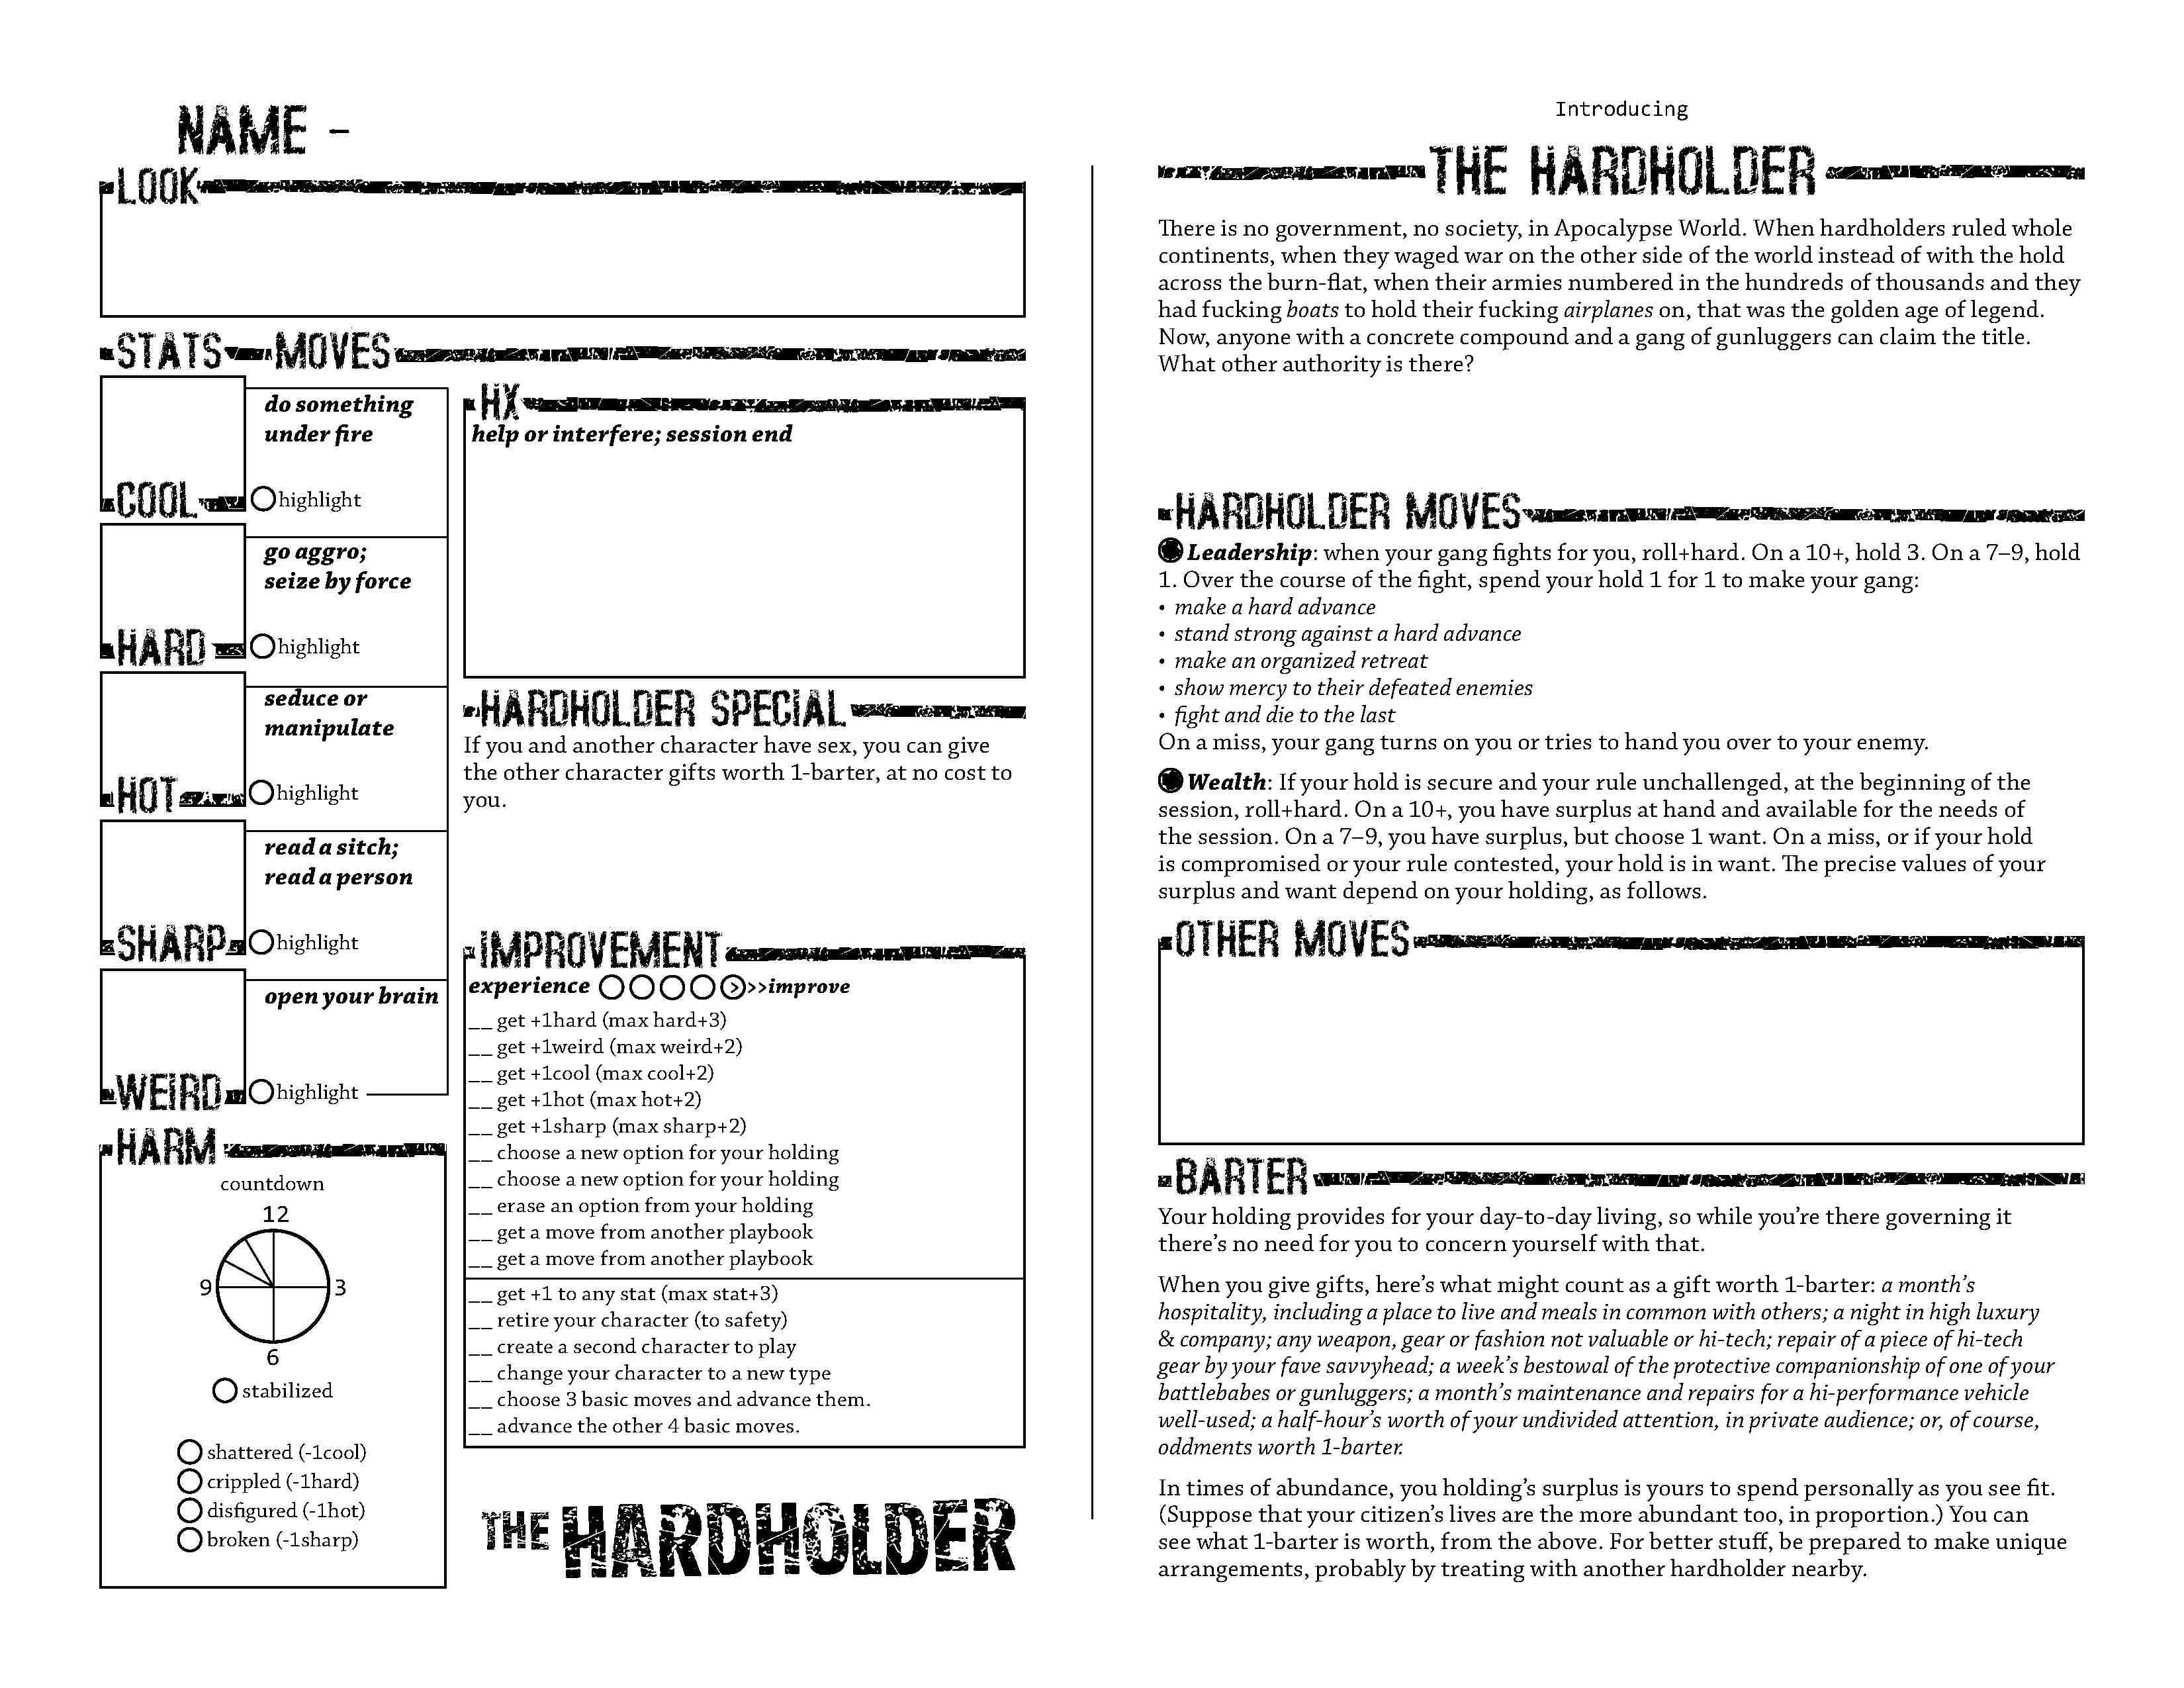 NAME –
LOOK
STATS MOVES
do something
under fire
COOL
highlight
go aggro;
seize by force
HARD
highlight
seduce or
manipulate
HOT
highlight
read a sitch;
read a person
SHARP
highlight
open your brain
WEIRD
highlight
HARM
countdown
12
9
3
6
stabilized
shattered (-1cool)
crippled (-1hard)
disfigured (-1hot)
broken (-1sharp)
HX
help or interfere; session end
HARDHOLDER SPECIAL
If you and another character have sex, you can give
the other character gifts worth 1-barter, at no cost to
you.
IMPROVEMENT
experience >>>improve
__ get +1hard (max hard+3)
__ get +1weird (max weird+2)
__ get +1cool (max cool+2)
__ get +1hot (max hot+2)
__ get +1sharp (max sharp+2)
__ choose a new option for your holding
__ choose a new option for your holding
__ erase an option from your holding
__ get a move from another playbook
__ get a move from another playbook
__ get +1 to any stat (max stat+3)
__ retire your character (to safety)
__ create a second character to play
__ change your character to a new type
__ choose 3 basic moves and advance them.
__ advance the other 4 basic moves.
THE HARDHOLDER
Introducing
THE HARDHOLDER
There is no government, no society, in Apocalypse World. When hardholders ruled whole
continents, when they waged war on the other side of the world instead of with the hold
across the burn-flat, when their armies numbered in the hundreds of thousands and they
had fucking boats to hold their fucking airplanes on, that was the golden age of legend.
Now, anyone with a concrete compound and a gang of gunluggers can claim the title.
What other authority is there?
HARDHOLDER MOVES
Leadership: when your gang fights for you, roll+hard. On a 10+, hold 3. On a 7–9, hold
1. Over the course of the fight, spend your hold 1 for 1 to make your gang:
• make a hard advance
• stand strong against a hard advance
• make an organized retreat
• show mercy to their defeated enemies
• fight and die to the last
On a miss, your gang turns on you or tries to hand you over to your enemy.
Wealth: If your hold is secure and your rule unchallenged, at the beginning of the
session, roll+hard. On a 10+, you have surplus at hand and available for the needs of
the session. On a 7–9, you have surplus, but choose 1 want. On a miss, or if your hold
is compromised or your rule contested, your hold is in want. The precise values of your
surplus and want depend on your holding, as follows.
OTHER MOVES
BARTER
Your holding provides for your day-to-day living, so while you're there governing it
there's no need for you to concern yourself with that.
When you give gifts, here's what might count as a gift worth 1-barter: a month's
hospitality, including a place to live and meals in common with others; a night in high luxury
& company; any weapon, gear or fashion not valuable or hi-tech; repair of a piece of hi-tech
gear by your fave savvyhead; a week's bestowal of the protective companionship of one of your
battlebabes or gunluggers; a month's maintenance and repairs for a hi-performance vehicle
well-used; a half-hour's worth of your undivided attention, in private audience; or, of course,
oddments worth 1-barter.
In times of abundance, you holding's surplus is yours to spend personally as you see fit.
(Suppose that your citizen's lives are the more abundant too, in proportion.) You can
see what 1-barter is worth, from the above. For better stuff, be prepared to make unique
arrangements, probably by treating with another hardholder nearby.